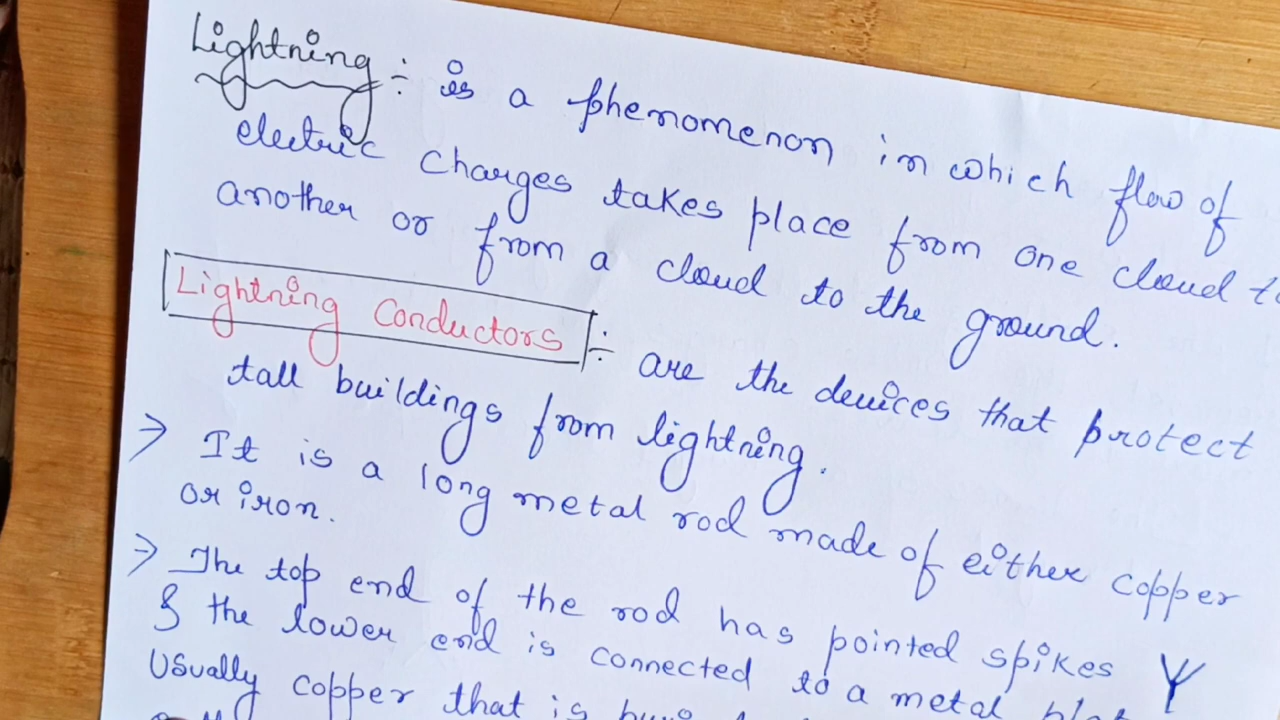 Lightning :- is a phenomenon in which flow of
electric charges takes place from one cloud to
another or from a cloud to the ground.
Lightning Conductors :- are the devices that protect
tall buildings from lightning.
> It is a long metal rod made of either copper
or iron.
> The top end of the rod has pointed spikes
& the lower end is connected to a metal
Usually copper that is